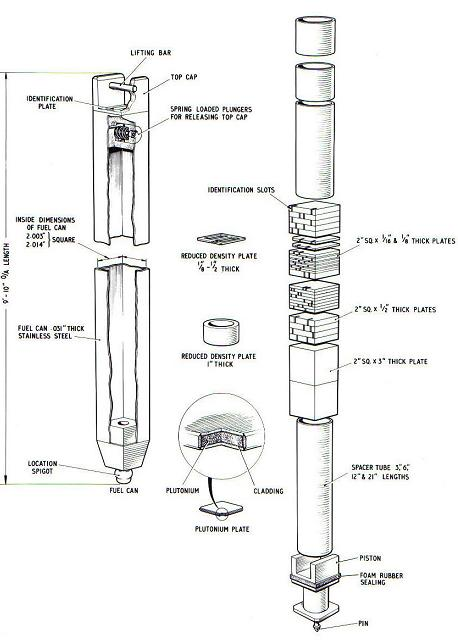 LIFTING BAR
TOP CAP
IDENTIFICATION
PLATE
SPRING LOADED PLUNGERS
FOR RELEASING TOP CAP
9'-10" O/A LENGTH
INSIDE DIMENSIONS
OF FUEL CAN
2·003"
2·014"
SQUARE
FUEL CAN ·031" THICK
STAINLESS STEEL
LOCATION
SPIGOT
FUEL CAN
IDENTIFICATION SLOTS
REDUCED DENSITY PLATE
1/8"-1/2" THICK
REDUCED DENSITY PLATE
1" THICK
PLUTONIUM
CLADDING
PLUTONIUM PLATE
2" SQ. x 1/16" & 1/8" THICK PLATES
2" SQ. x 1/2" THICK PLATES
2" SQ. x 3" THICK PLATE
SPACER TUBE 3", 6",
12" & 21" LENGTHS
PISTON
FOAM RUBBER
SEALING
PIN